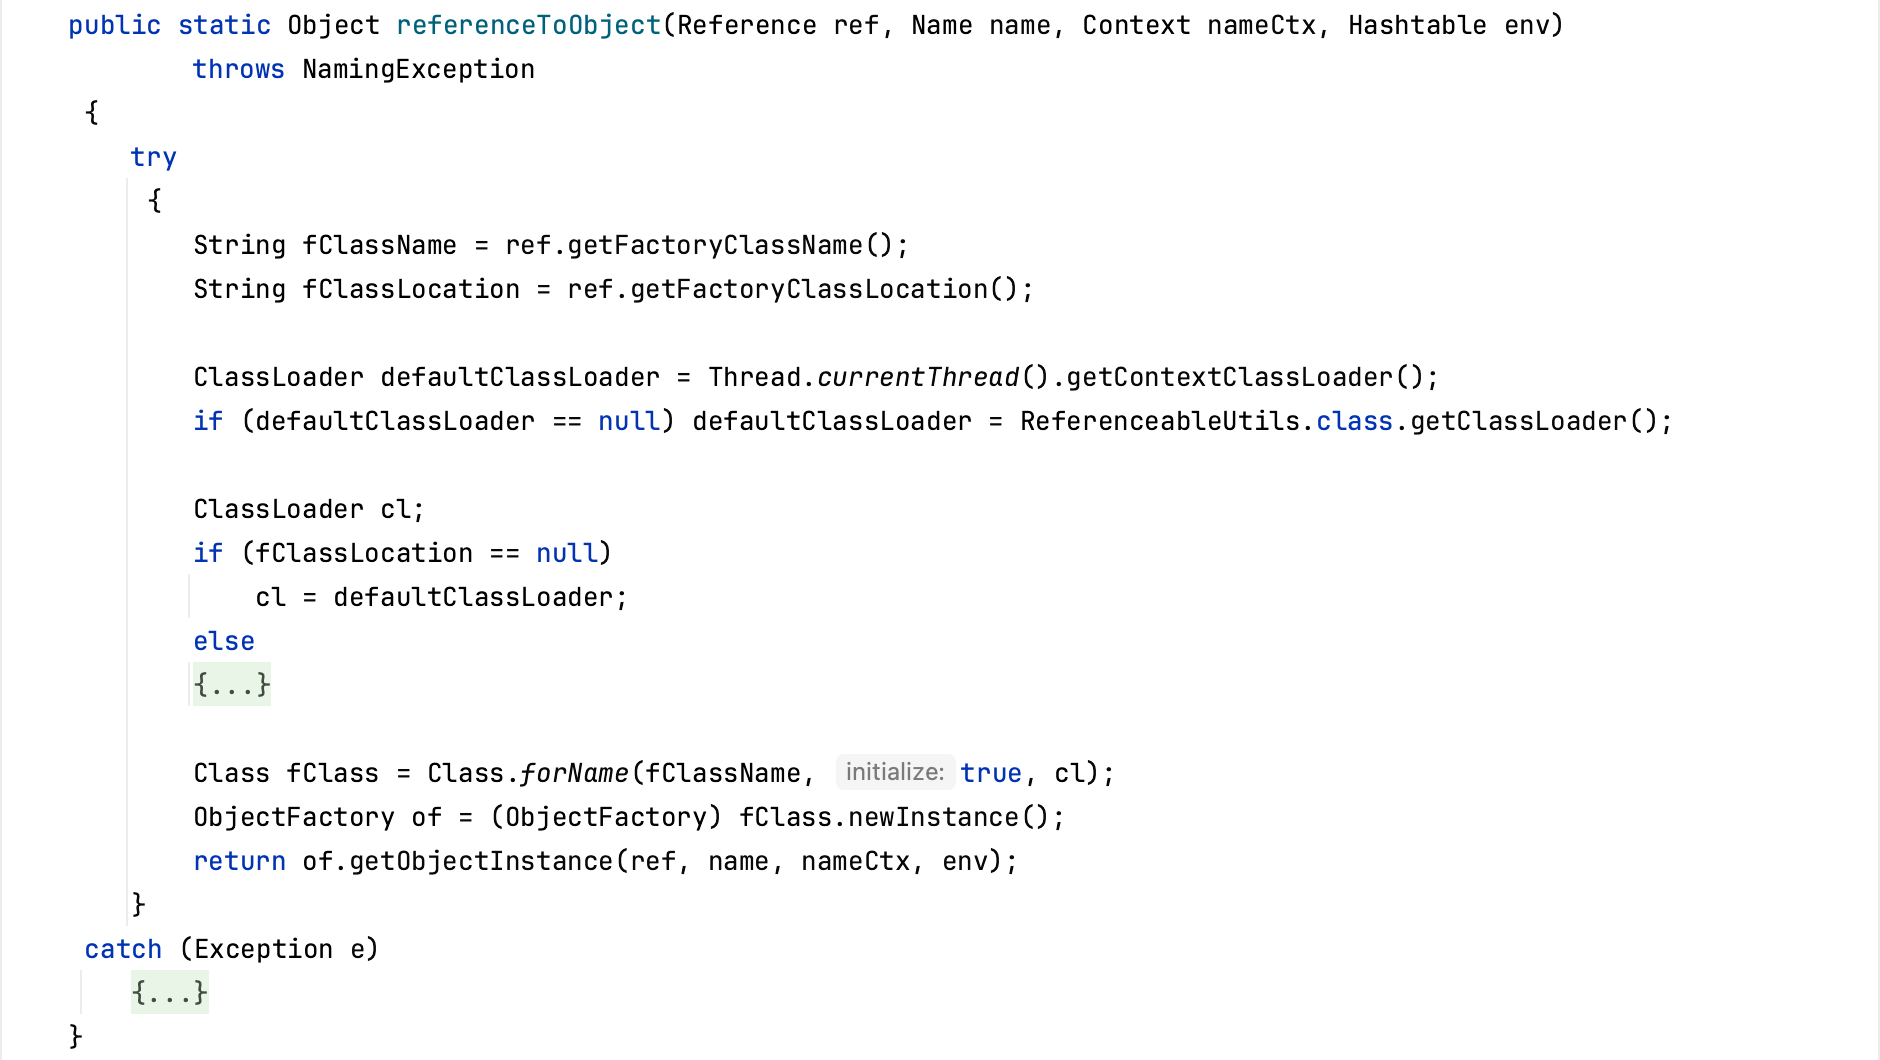 public static Object referenceToObject(Reference ref, Name name, Context nameCtx, Hashtable env)
throws NamingException
{
try
{
String fClassName = ref.getFactoryClassName();
String fClassLocation = ref.getFactoryClassLocation();
ClassLoader defaultClassLoader = Thread.currentThread().getContextClassLoader();
if (defaultClassLoader == null) defaultClassLoader = ReferenceableUtils.class.getClassLoader();
ClassLoader cl;
if (fClassLocation == null)
cl = defaultClassLoader;
else
{...}
Class fClass = Class.forName(fClassName, initialize: true, cl);
ObjectFactory of = (ObjectFactory) fClass.newInstance();
return of.getObjectInstance(ref, name, nameCtx, env);
}
catch (Exception e)
{...}
}